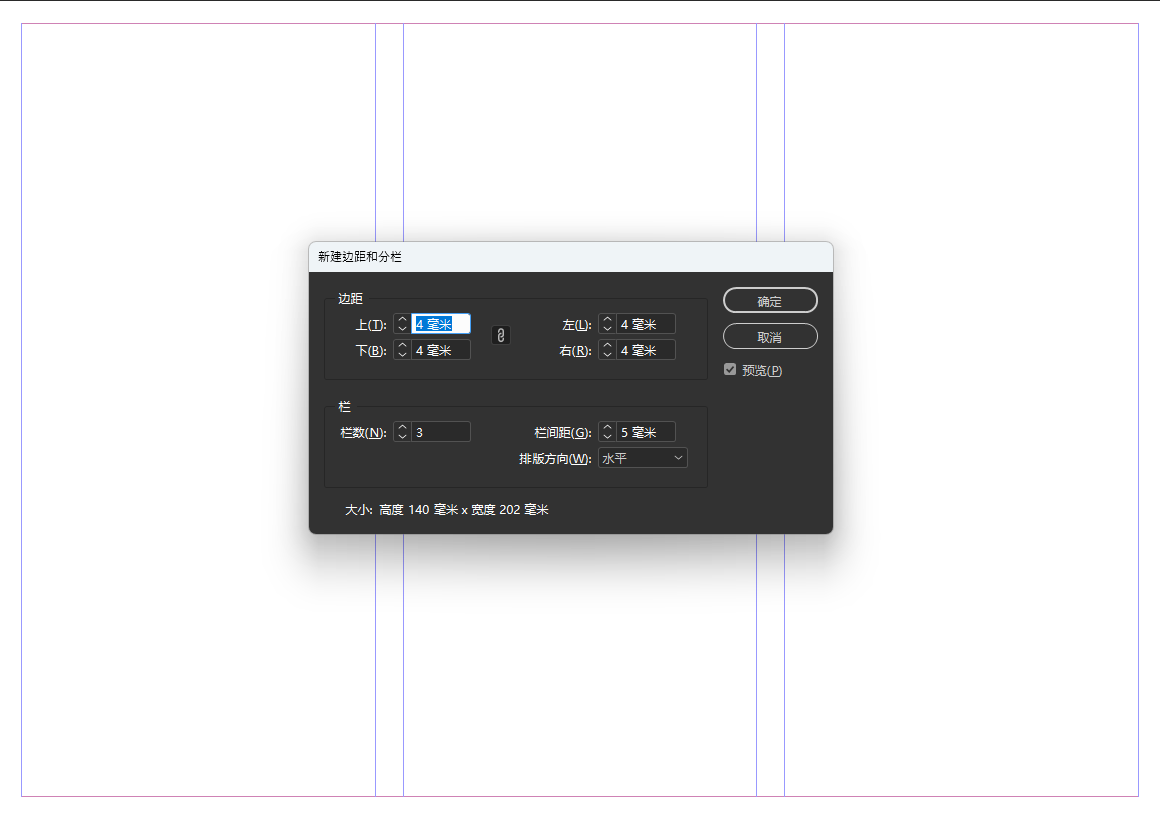 新建边距和分栏
边距
上(T): 4 毫米
下(B): 4 毫米
左(L): 4 毫米
右(R): 4 毫米
确定
取消
预览(P)
栏
栏数(N): 3
栏间距(G): 5 毫米
排版方向(W): 水平
大小: 高度 140 毫米 x 宽度 202 毫米